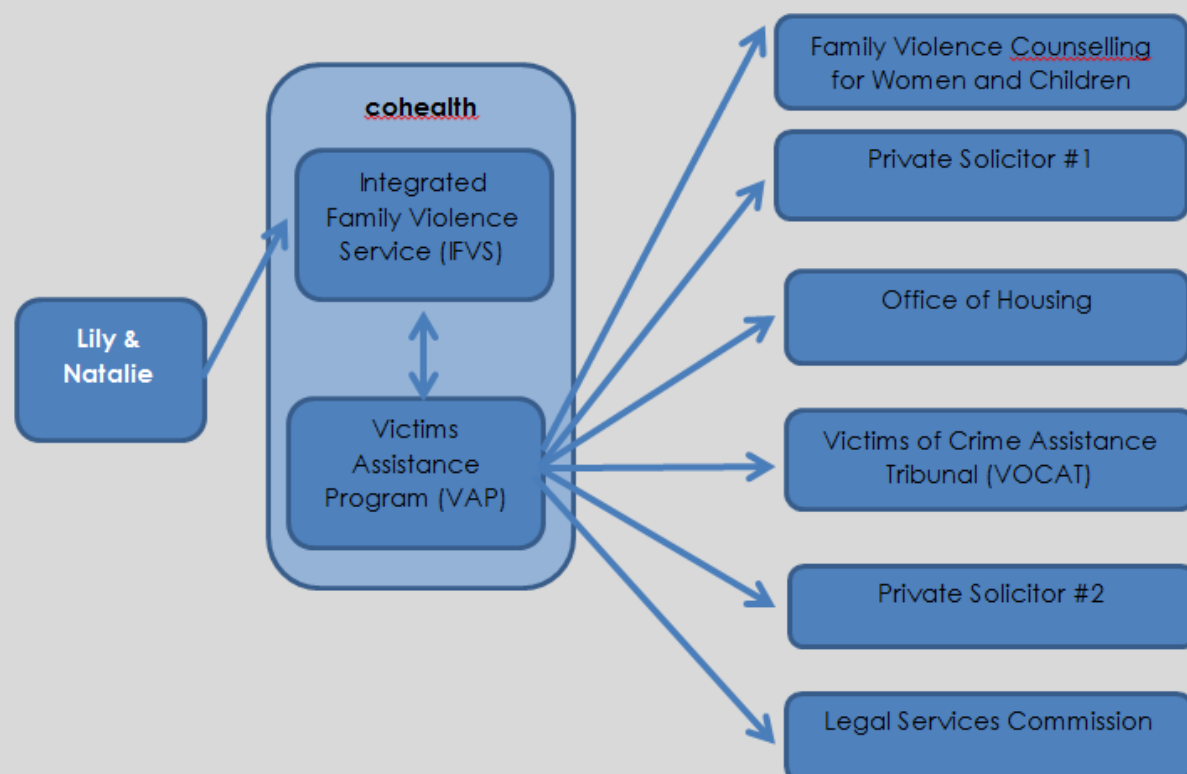 cohealth
Integrated
Family Violence
Service (IFVS)
Lily &
Natalie
Victims
Assistance
Program (VAP)
Family Violence Counselling
for Women and Children
Private Solicitor #1
Office of Housing
Victims of Crime Assistance
Tribunal (VOCAT)
Private Solicitor #2
Legal Services Commission